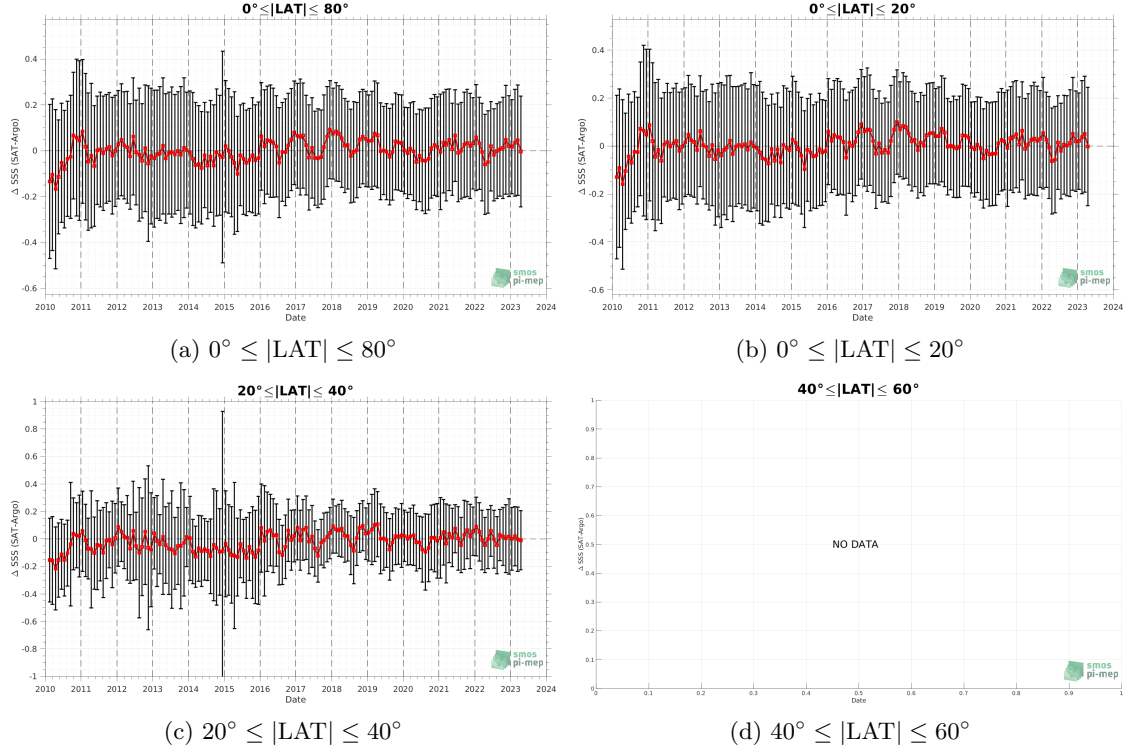 0°≤|LAT|≤ 80°
Δ SSS (SAT-Argo)
0.4
0.2
0
-0.2
-0.4
-0.6
2010 2011 2012 2013 2014 2015 2016 2017 2018 2019 2020 2021 2022 2023 2024
Date
smos
pi-mep
(a) 0° ≤ |LAT| ≤ 80°
0°≤|LAT|≤ 20°
Δ SSS (SAT-Argo)
0.4
0.2
0
-0.2
-0.4
-0.6
2010 2011 2012 2013 2014 2015 2016 2017 2018 2019 2020 2021 2022 2023 2024
Date
smos
pi-mep
(b) 0° ≤ |LAT| ≤ 20°
20°≤|LAT|≤ 40°
Δ SSS (SAT-Argo)
1
0.8
0.6
0.4
0.2
0
-0.2
-0.4
-0.6
-0.8
-1
2010 2011 2012 2013 2014 2015 2016 2017 2018 2019 2020 2021 2022 2023 2024
Date
smos
pi-mep
(c) 20° ≤ |LAT| ≤ 40°
40°≤|LAT|≤ 60°
Δ SSS (SAT-Argo)
1
0.9
0.8
0.7
0.6
0.5
0.4
0.3
0.2
0.1
0
NO DATA
0 0.1 0.2 0.3 0.4 0.5 0.6 0.7 0.8 0.9 1
Date
smos
pi-mep
(d) 40° ≤ |LAT| ≤ 60°